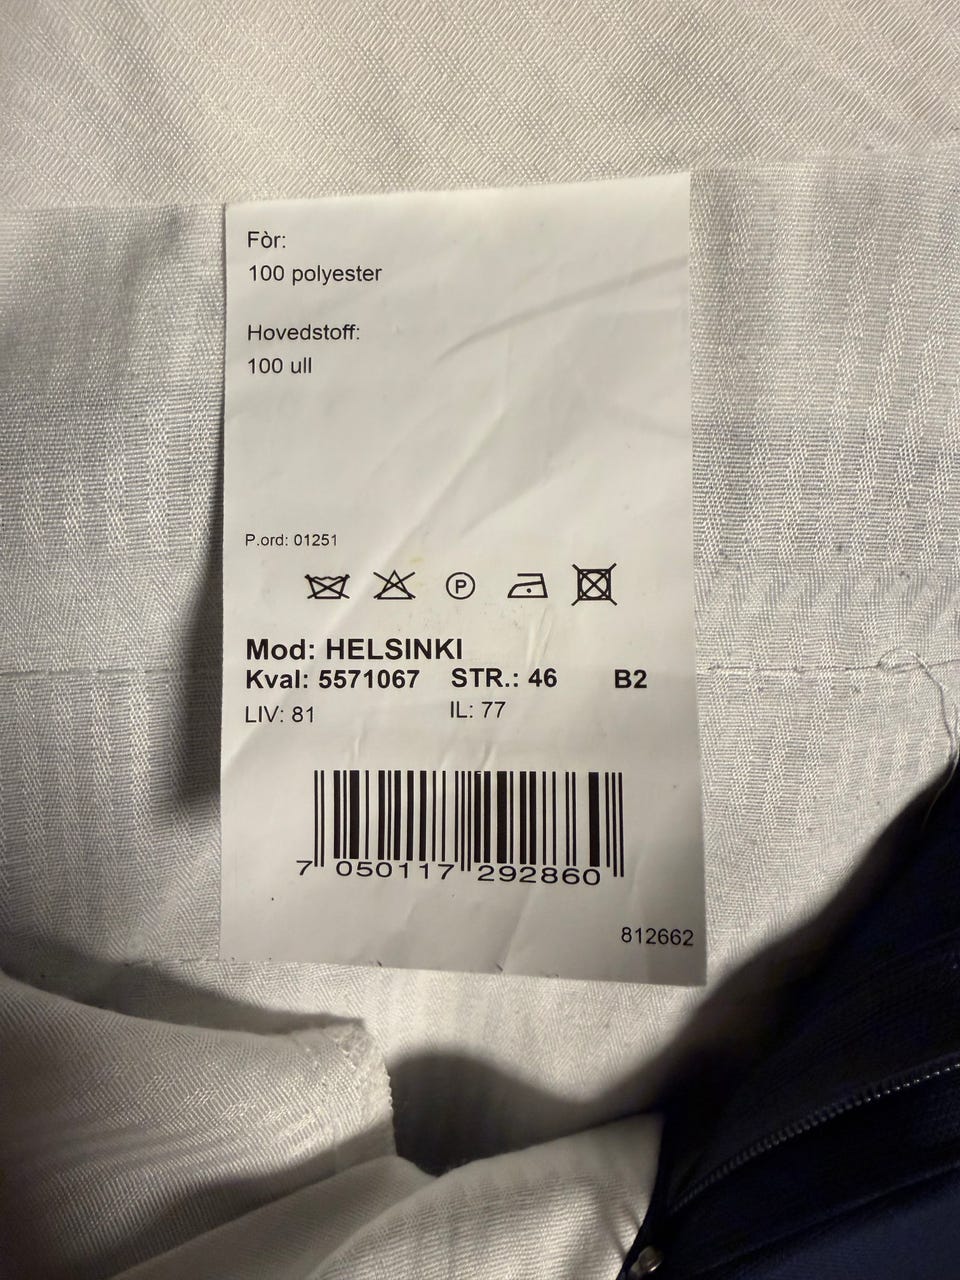 Fòr:
100 polyester
Hovedstoff:
100 ull
P.ord: 01251
P
Mod: HELSINKI
Kval: 5571067 STR.: 46 B2
LIV: 81 IL: 77
7 050117 292860
812662